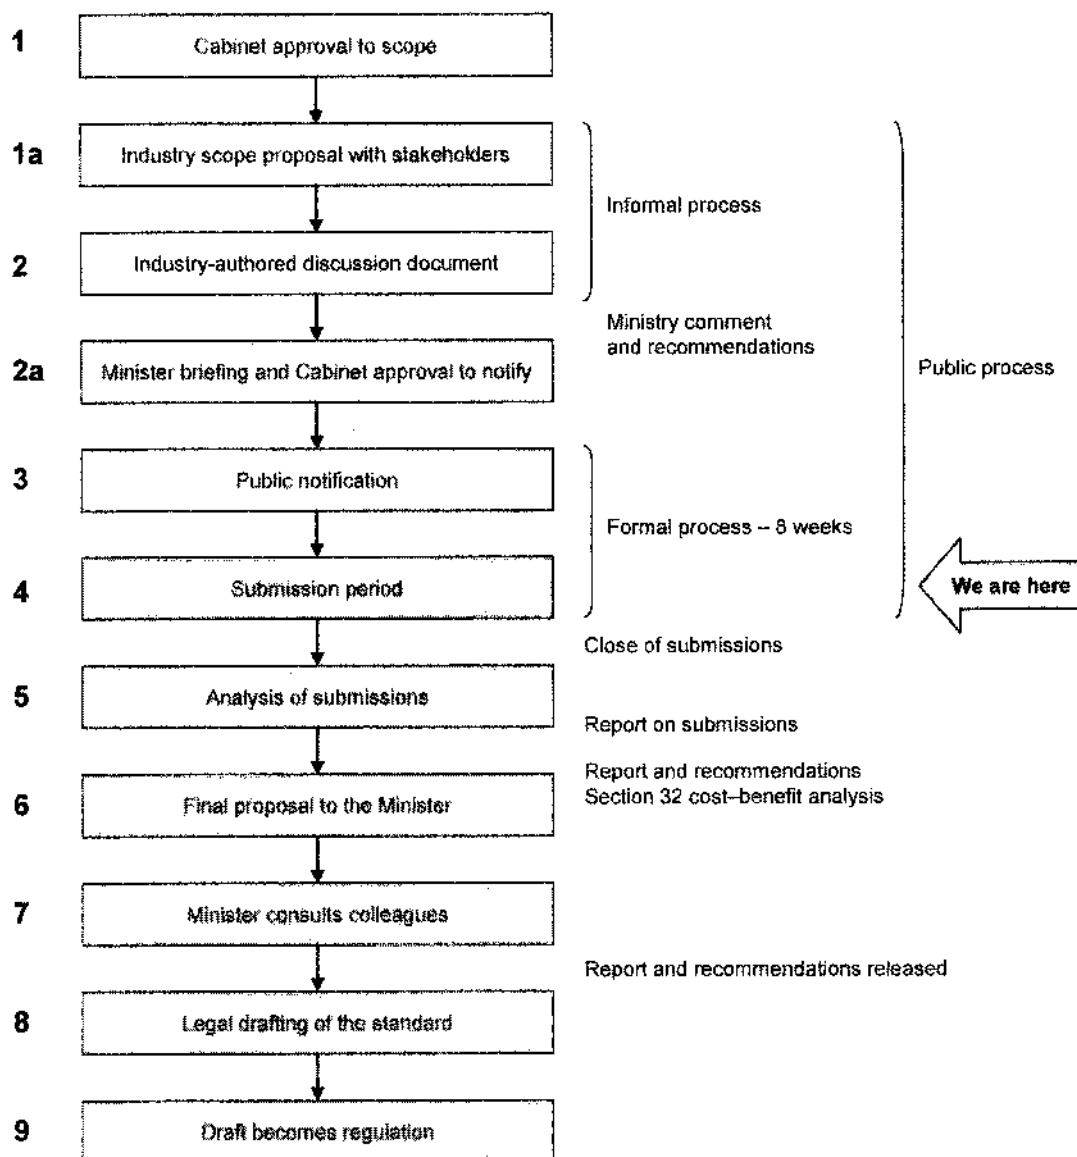 1
Cabinet approval to scope
1a
Industry scope proposal with stakeholders
Informal process
2
Industry-authored discussion document
Ministry comment
and recommendations
2a
Minister briefing and Cabinet approval to notify
Public process
3
Public notification
Formal process – 8 weeks
4
Submission period
We are here
Close of submissions
5
Analysis of submissions
Report on submissions
Report and recommendations
Section 32 cost–benefit analysis
6
Final proposal to the Minister
7
Minister consults colleagues
Report and recommendations released
8
Legal drafting of the standard
9
Draft becomes regulation